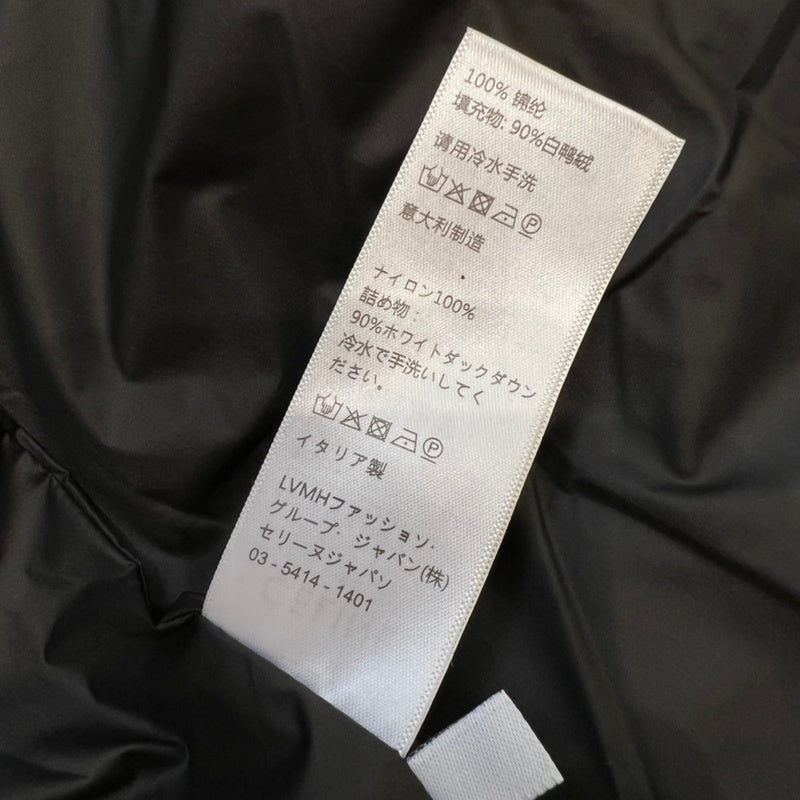 100% 锦纶
填充物: 90%白鸭绒
请用冷水手洗
P
意大利制造
ナイロン100%
詰め物:
90%ホワイトダックダウン
冷水で手洗いしてく
ださい。
P
イタリア製
LVMHファッション・
グループ・ジャパン(株)
セリーヌジャパソ
03 - 5414 - 1401